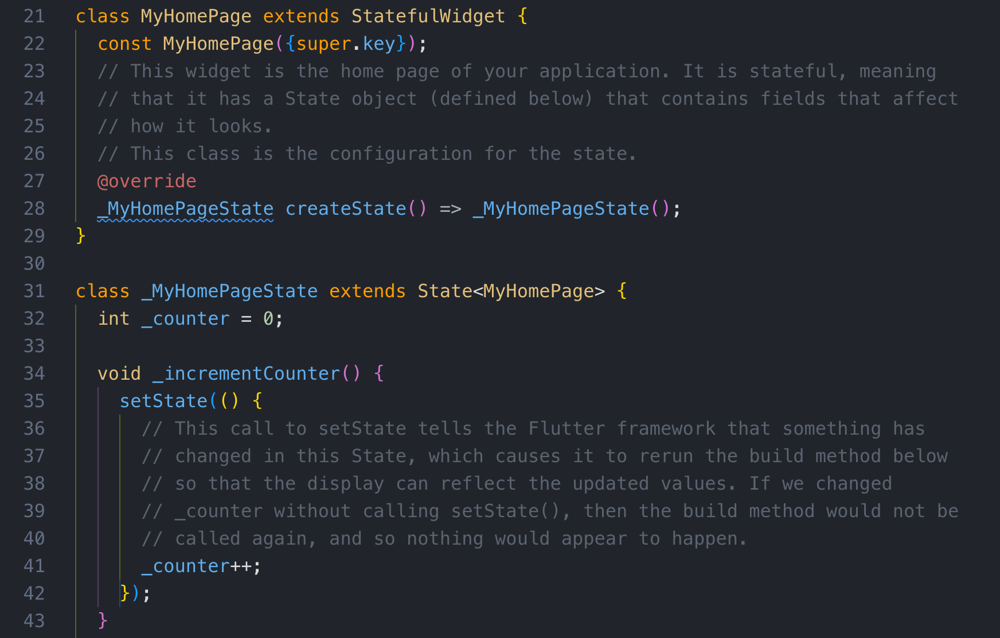 21 class MyHomePage extends StatefulWidget {
22   const MyHomePage({super.key});
23   // This widget is the home page of your application. It is stateful, meaning
24   // that it has a State object (defined below) that contains fields that affect
25   // how it looks.
26   // This class is the configuration for the state.
27   @override
28   _MyHomePageState createState() => _MyHomePageState();
29 }
30
31 class _MyHomePageState extends State<MyHomePage> {
32   int _counter = 0;
33
34   void _incrementCounter() {
35     setState(() {
36       // This call to setState tells the Flutter framework that something has
37       // changed in this State, which causes it to rerun the build method below
38       // so that the display can reflect the updated values. If we changed
39       // _counter without calling setState(), then the build method would not be
40       // called again, and so nothing would appear to happen.
41       _counter++;
42     });
43   }